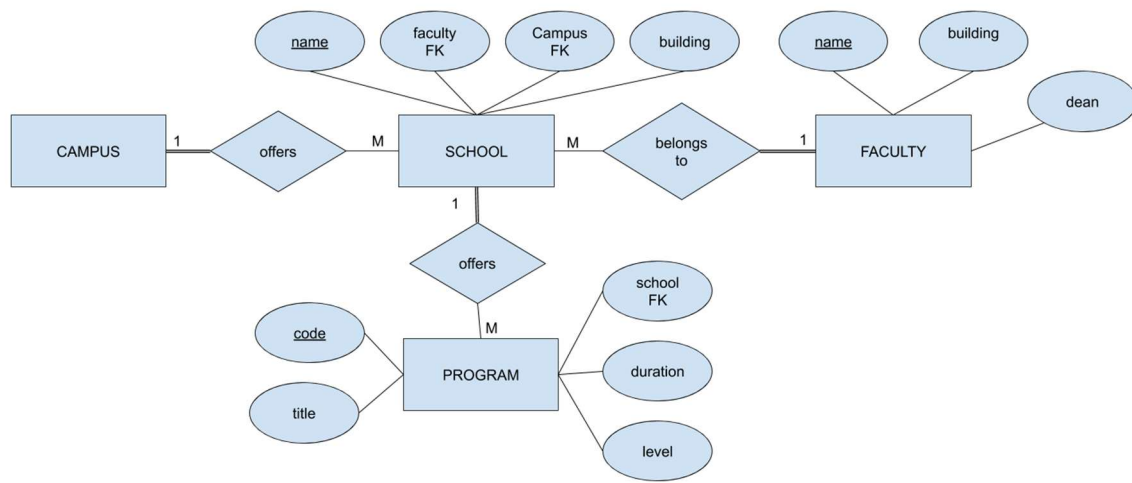 name
faculty
FK
Campus
FK
building
name
building
dean
CAMPUS
1
offers
M
SCHOOL
M
belongs
to
1
FACULTY
1
offers
M
school
FK
code
PROGRAM
duration
title
level